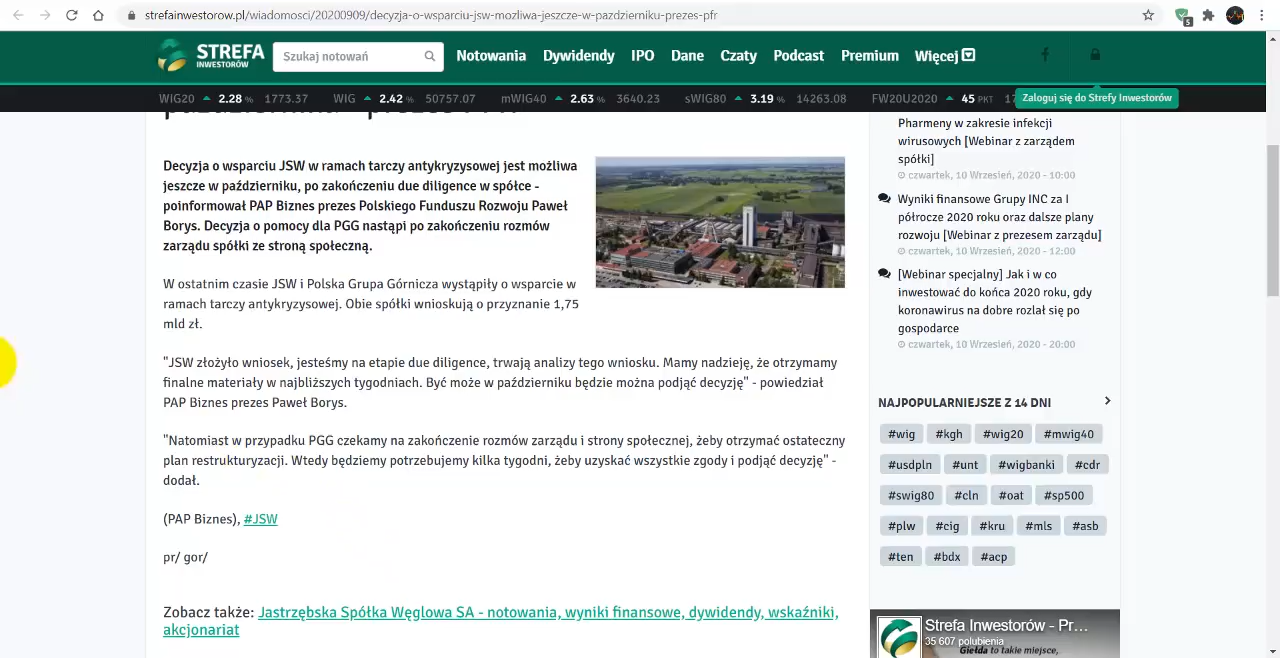 strefainwestorow.pl/wiadomosci/20200909/decyzja-o-wsparciu-jsw-mozliwa-jeszcze-w-pazdzierniku-prezes-pfr
5
STREFA
INWESTORÓW
Szukaj notowań
Notowania Dywidendy IPO Dane Czaty Podcast Premium Więcej
WIG20 2.28 % 1773.37 WIG 2.42 % 50757.07 mWIG40 2.63 % 3640.23 sWIG80 3.19 % 14263.08 FW20U2020 45 PKT
Zaloguj się do Strefy Inwestorów
październiku - prezes PFR
Decyzja o wsparciu JSW w ramach tarczy antykryzysowej jest możliwa
jeszcze w październiku, po zakończeniu due diligence w spółce -
poinformował PAP Biznes prezes Polskiego Funduszu Rozwoju Paweł
Borys. Decyzja o pomocy dla PGG nastąpi po zakończeniu rozmów
zarządu spółki ze stroną społeczną.
W ostatnim czasie JSW i Polska Grupa Górnicza wystąpiły o wsparcie w
ramach tarczy antykryzysowej. Obie spółki wnioskują o przyznanie 1,75
mld zł.
"JSW złożyło wniosek, jesteśmy na etapie due diligence, trwają analizy tego wniosku. Mamy nadzieję, że otrzymamy
finalne materiały w najbliższych tygodniach. Być może w październiku będzie można podjąć decyzję" - powiedział
PAP Biznes prezes Paweł Borys.
"Natomiast w przypadku PGG czekamy na zakończenie rozmów zarządu i strony społecznej, żeby otrzymać ostateczny
plan restrukturyzacji. Wtedy będziemy potrzebujemy kilka tygodni, żeby uzyskać wszystkie zgody i podjąć decyzję" -
dodał.
(PAP Biznes), #JSW
pr/ gor/
Zobacz także: Jastrzębska Spółka Węglowa SA - notowania, wyniki finansowe, dywidendy, wskaźniki,
akcjonariat
Pharmeny w zakresie infekcji
wirusowych [Webinar z zarządem
spółki]
czwartek, 10 Wrzesień, 2020 - 10:00
Wyniki finansowe Grupy INC za I
półrocze 2020 roku oraz dalsze plany
rozwoju [Webinar z prezesem zarządu]
czwartek, 10 Wrzesień, 2020 - 12:00
[Webinar specjalny] Jak i w co
inwestować do końca 2020 roku, gdy
koronawirus na dobre rozlał się po
gospodarce
czwartek, 10 Wrzesień, 2020 - 20:00
NAJPOPULARNIEJSZE Z 14 DNI
#wig #kgh #wig20 #mwig40
#usdpln #unt #wigbanki #cdr
#swig80 #cln #oat #sp500
#plw #cig #kru #mls #asb
#ten #bdx #acp
Strefa Inwestorów - Pr...
35 607 polubienia
Giełda to takie miejsce,